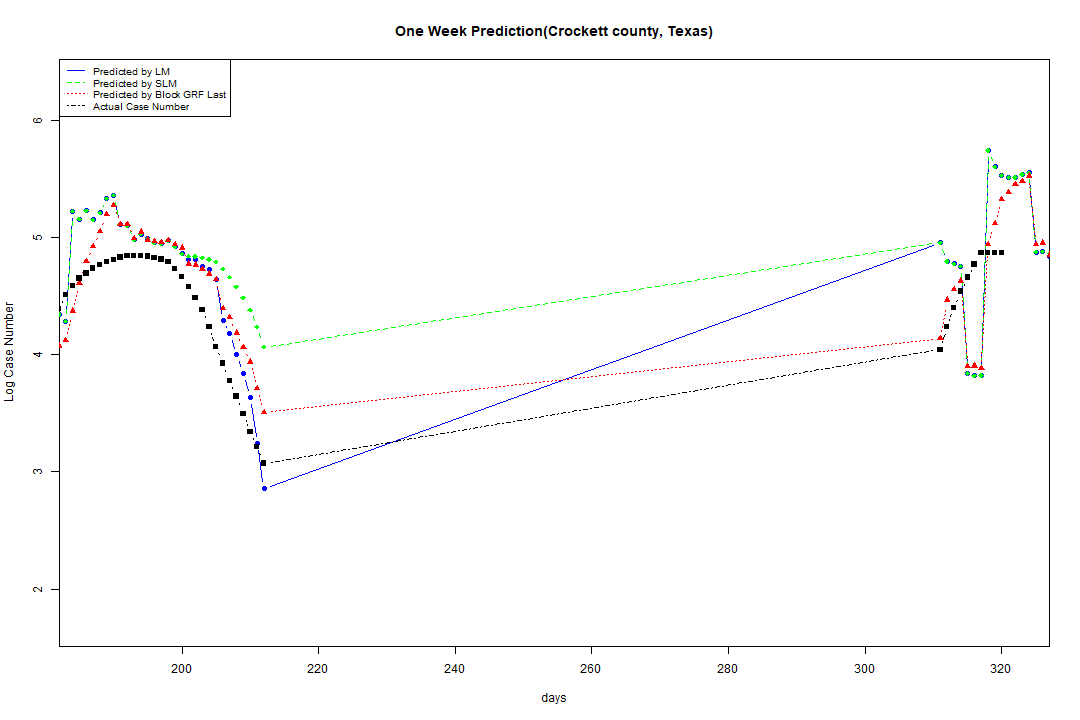 One Week Prediction(Crockett county, Texas)
Predicted by LM
Predicted by SLM
Predicted by Block GRF Last
Actual Case Number
6
5
4
3
2
Log Case Number
200 220 240 260 280 300 320
days